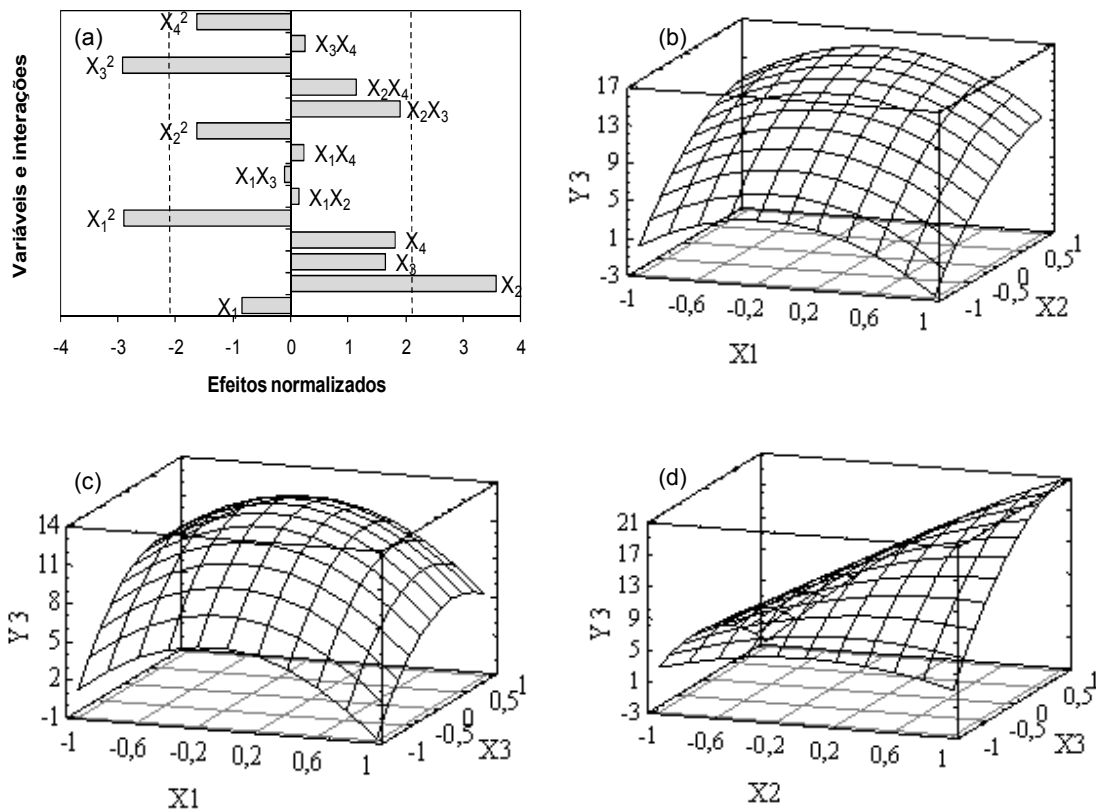 (a)
Variáveis e interações
X₄²
X₃X₄
X₃²
X₂X₄
X₂X₃
X₂²
X₁X₄
X₁X₃
X₁X₂
X₁²
X₄
X₃
X₂
X₁
-4 -3 -2 -1 0 1 2 3 4
Efeitos normalizados
(b)
17
13
9
5
1
-3
Y 3
-1 -0,6 -0,2 0,2 0,6 1
X1
-1 -0,5 0 0,5 1
X2
(c)
14
11
8
5
2
-1
Y 3
-1 -0,6 -0,2 0,2 0,6 1
X1
-1 -0,5 0 0,5 1
X3
(d)
21
17
13
9
5
1
-3
Y 3
-1 -0,6 -0,2 0,2 0,6 1
X2
-1 -0,5 0 0,5 1
X3